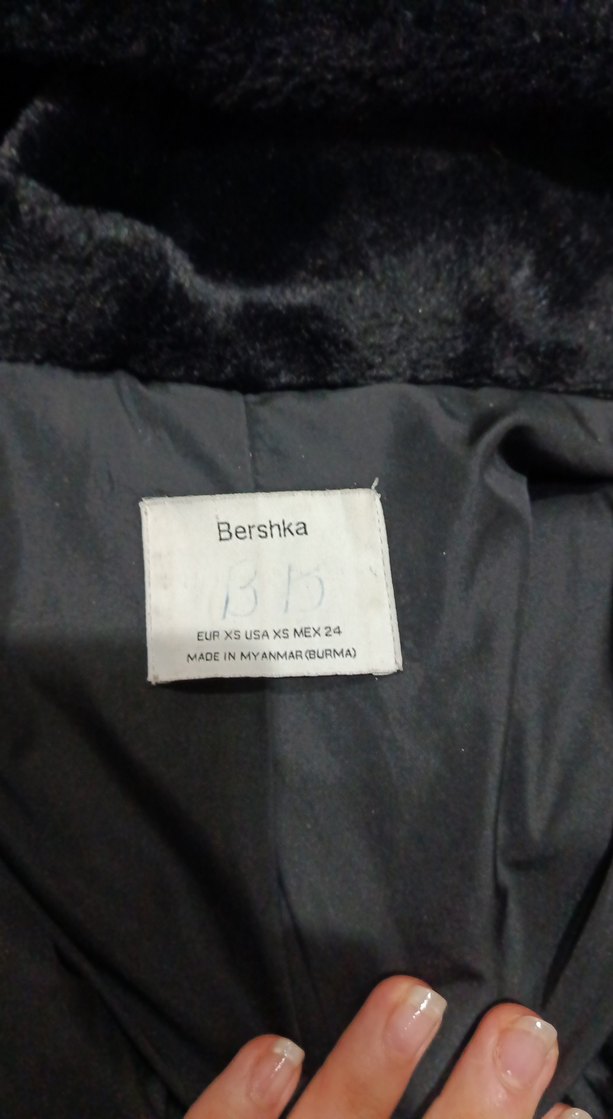 Bershka
EUR XS USA XS MEX 24
MADE IN MYANMAR (BURMA)